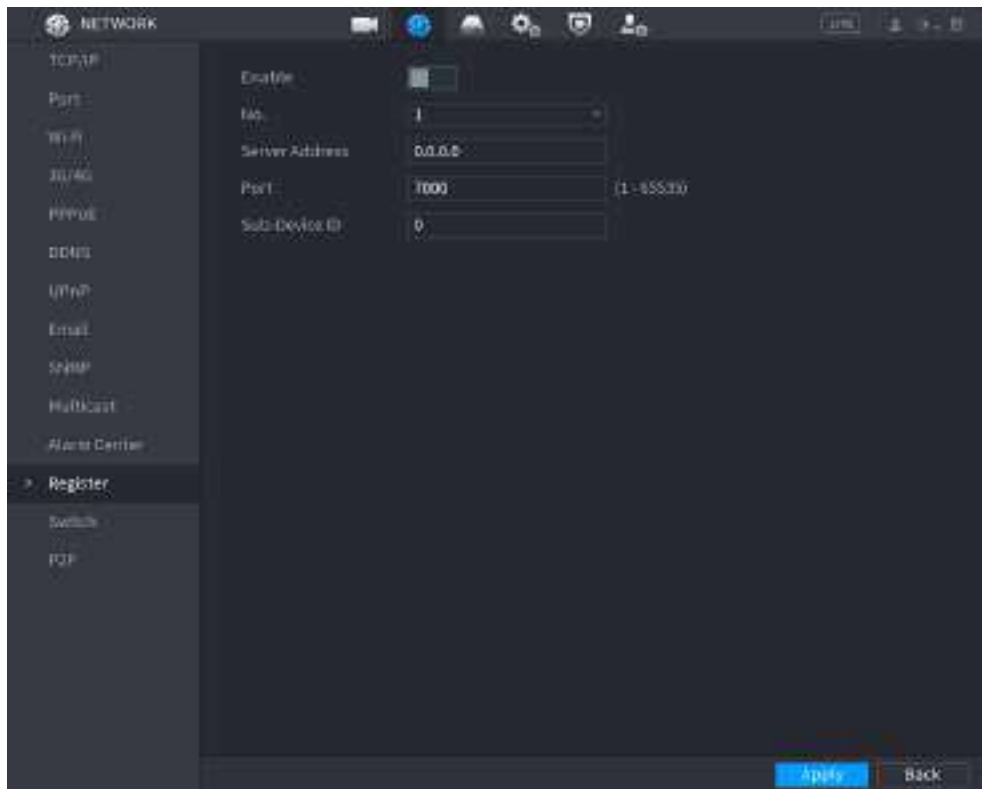 NETWORK
LIVE
TCP/IP
Port
Wi-Fi
3G/4G
PPPoE
DDNS
UPnP
Email
SNMP
Multicast
Alarm Center
Register
Switch
P2P
Enable
No. 1
Server Address 0.0.0.0
Port 7000 (1 - 65535)
Sub-Device ID 0
Apply Back